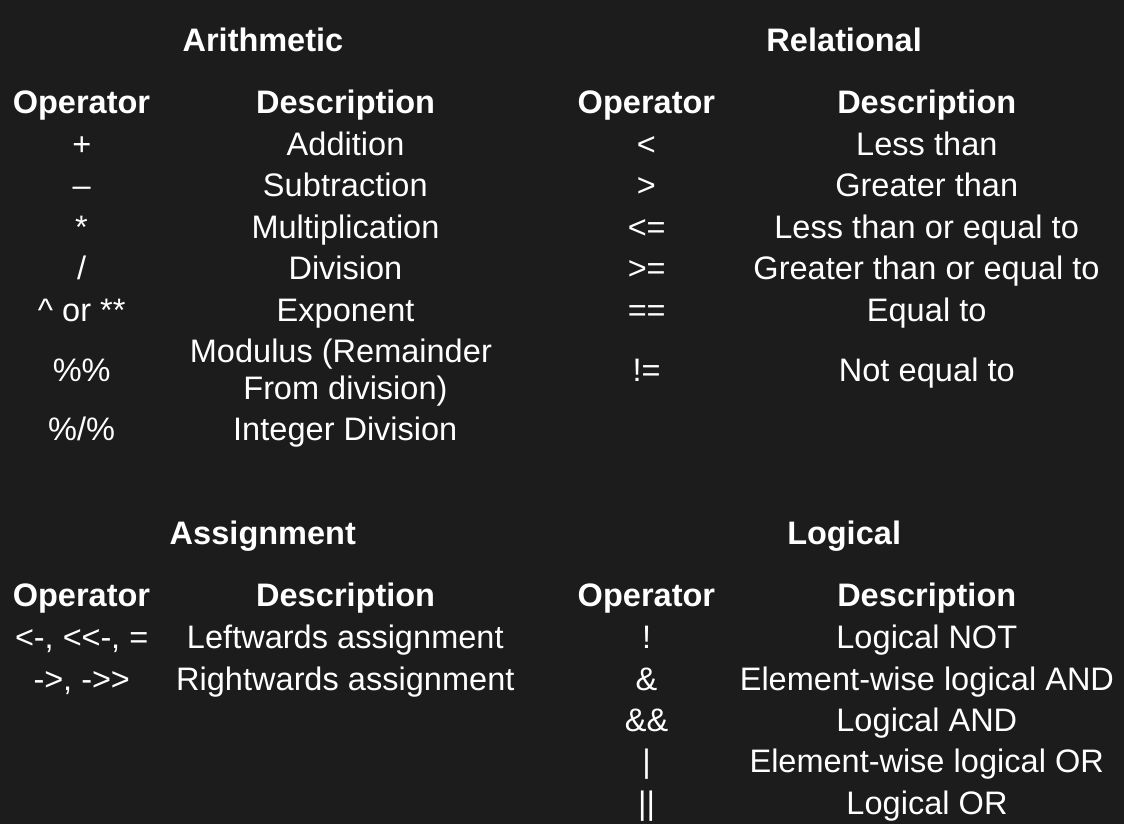 Arithmetic
Operator Description
+ Addition
– Subtraction
* Multiplication
/ Division
^ or ** Exponent
%% Modulus (Remainder
From division)
%/% Integer Division
Relational
Operator Description
< Less than
> Greater than
<= Less than or equal to
>= Greater than or equal to
== Equal to
!= Not equal to
Assignment
Operator Description
<-, <<-, = Leftwards assignment
->, ->> Rightwards assignment
Logical
Operator Description
! Logical NOT
& Element-wise logical AND
&& Logical AND
| Element-wise logical OR
|| Logical OR